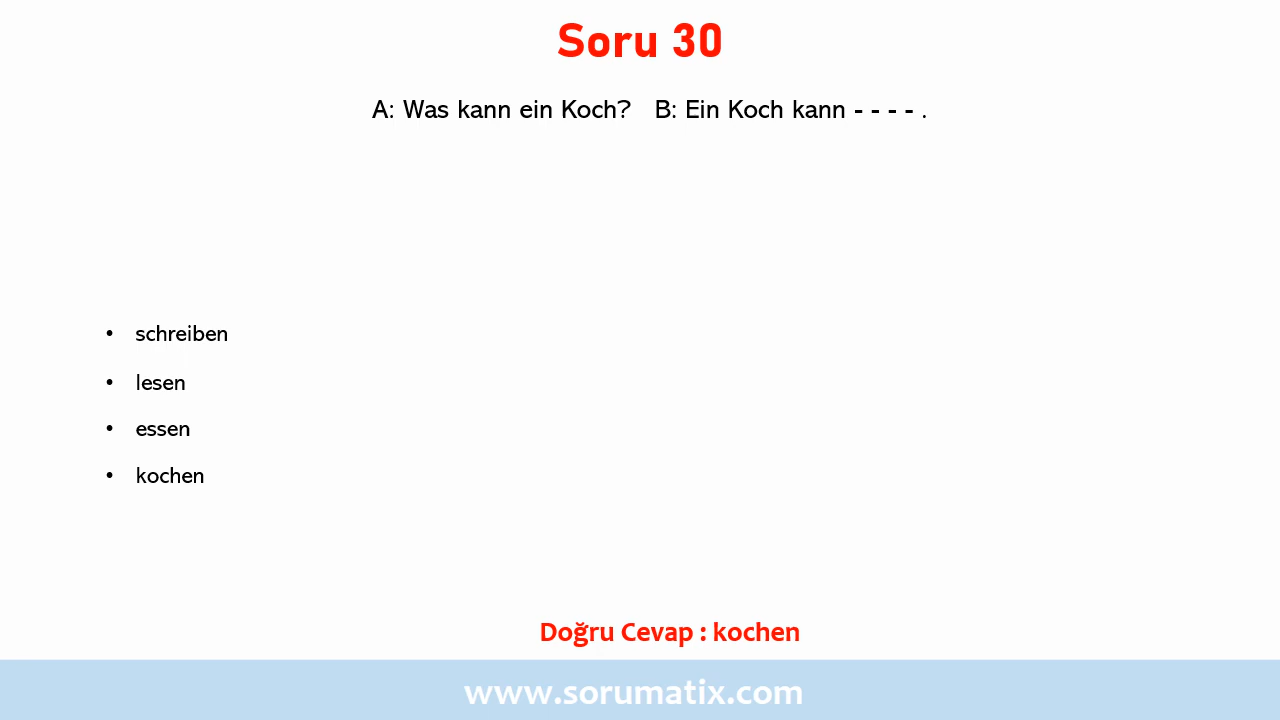 Soru 30
A: Was kann ein Koch? B: Ein Koch kann - - - - .
• schreiben
• lesen
• essen
• kochen
Doğru Cevap : kochen
www.sorumatix.com